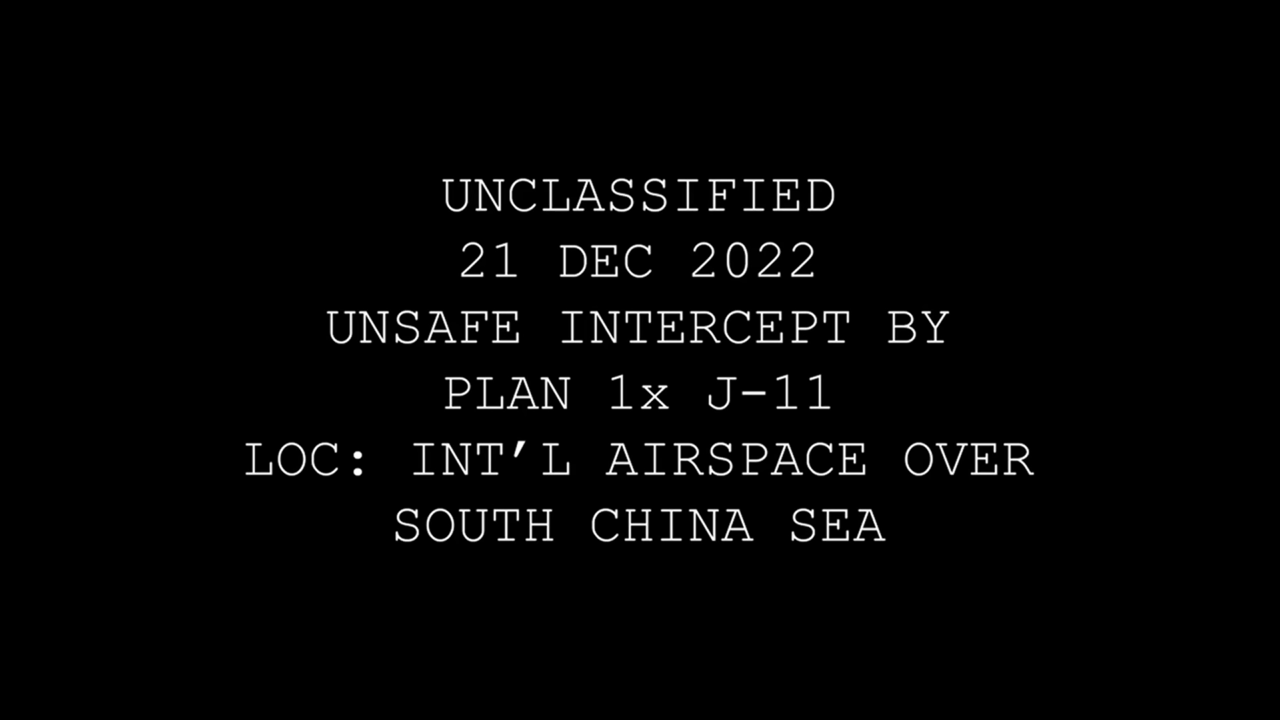 UNCLASSIFIED
21 DEC 2022
UNSAFE INTERCEPT BY
PLAN 1x J-11
LOC: INT’L AIRSPACE OVER
SOUTH CHINA SEA